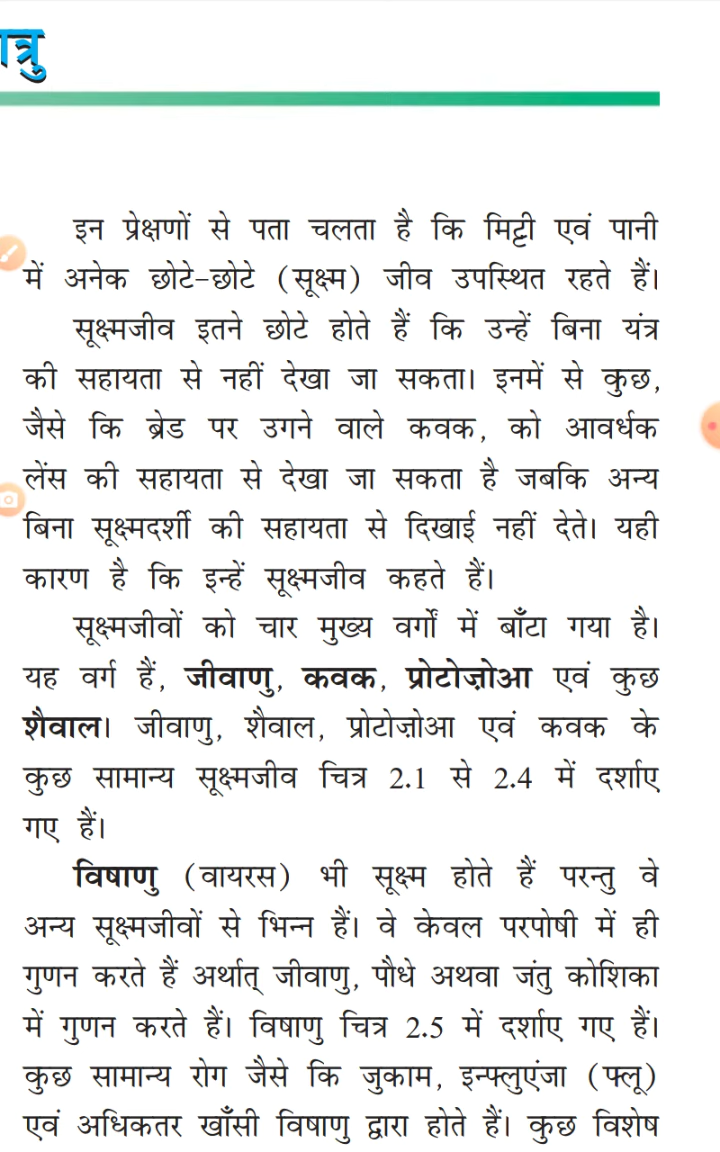 इन प्रेक्षणों से पता चलता है कि मिट्टी एवं पानी
में अनेक छोटे-छोटे (सूक्ष्म) जीव उपस्थित रहते हैं।
सूक्ष्मजीव इतने छोटे होते हैं कि उन्हें बिना यंत्र
की सहायता से नहीं देखा जा सकता। इनमें से कुछ,
जैसे कि ब्रेड पर उगने वाले कवक, को आवर्धक
लेंस की सहायता से देखा जा सकता है जबकि अन्य
बिना सूक्ष्मदर्शी की सहायता से दिखाई नहीं देते। यही
कारण है कि इन्हें सूक्ष्मजीव कहते हैं।
सूक्ष्मजीवों को चार मुख्य वर्गों में बाँटा गया है।
यह वर्ग हैं, जीवाणु, कवक, प्रोटोज़ोआ एवं कुछ
शैवाल। जीवाणु, शैवाल, प्रोटोज़ोआ एवं कवक के
कुछ सामान्य सूक्ष्मजीव चित्र 2.1 से 2.4 में दर्शाए
गए हैं।
विषाणु (वायरस) भी सूक्ष्म होते हैं परन्तु वे
अन्य सूक्ष्मजीवों से भिन्न हैं। वे केवल परपोषी में ही
गुणन करते हैं अर्थात् जीवाणु, पौधे अथवा जंतु कोशिका
में गुणन करते हैं। विषाणु चित्र 2.5 में दर्शाए गए हैं।
कुछ सामान्य रोग जैसे कि जुकाम, इन्फ्लुएंजा (फ्लू)
एवं अधिकतर खाँसी विषाणु द्वारा होते हैं। कुछ विशेष